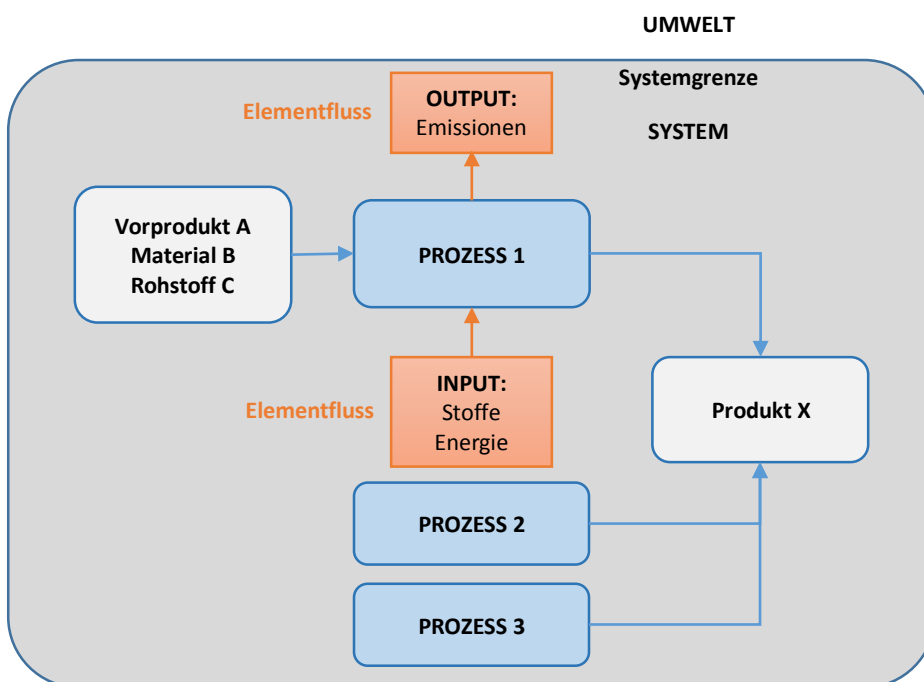 UMWELT
Systemgrenze
SYSTEM
Elementfluss
OUTPUT:
Emissionen
Vorprodukt A
Material B
Rohstoff C
PROZESS 1
Elementfluss
INPUT:
Stoffe
Energie
Produkt X
PROZESS 2
PROZESS 3